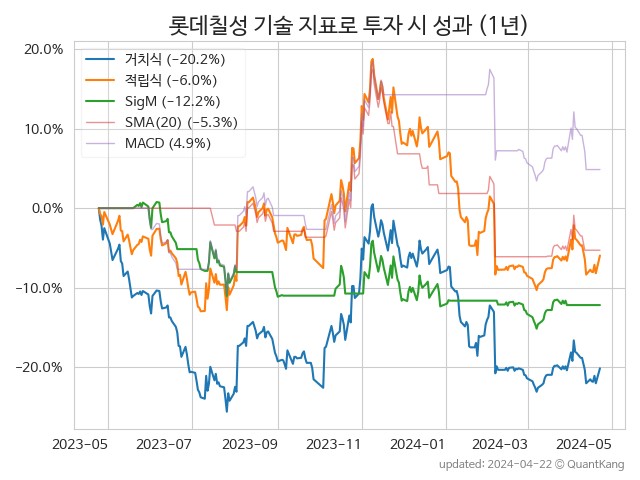 롯데칠성 기술 지표로 투자 시 성과 (1년)
거치식 (−20.2%)
적립식 (−6.0%)
SigM (−12.2%)
SMA(20) (−5.3%)
MACD (4.9%)
20.0%
10.0%
0.0%
−10.0%
−20.0%
2023-05 2023-07 2023-09 2023-11 2024-01 2024-03 2024-05
updated: 2024-04-22 © QuantKang